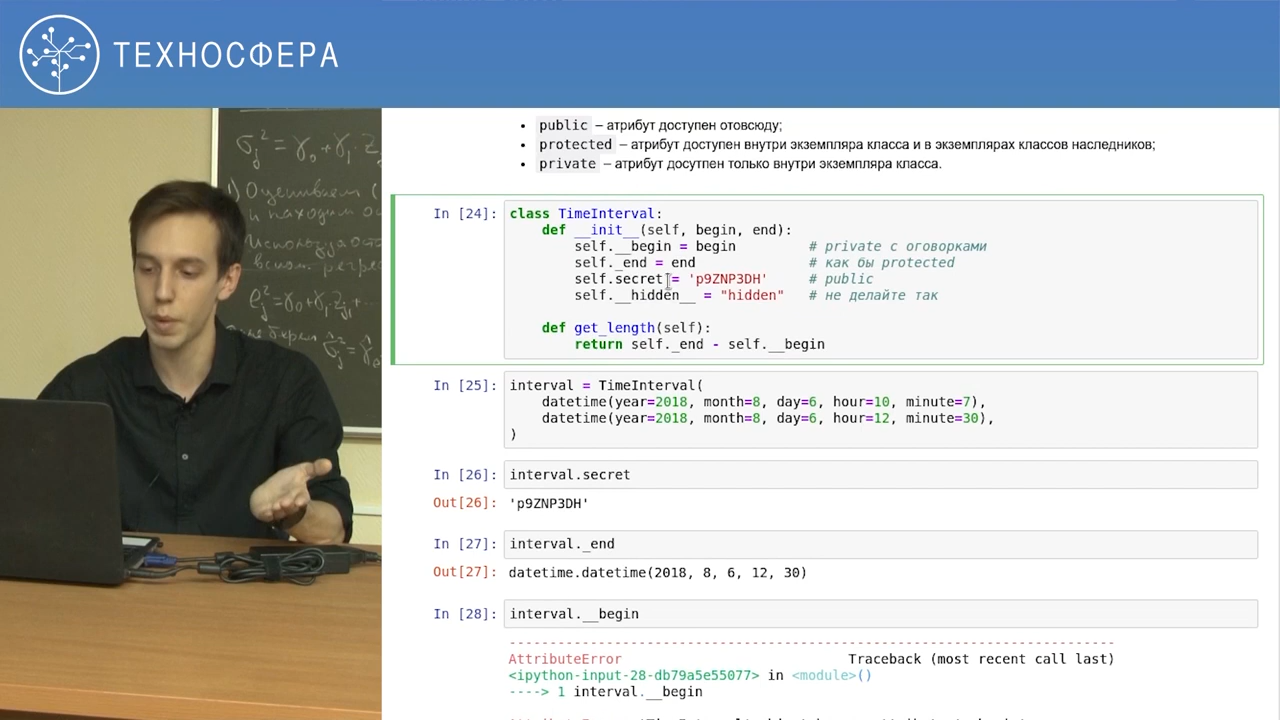 ТЕХНОСФЕРА
public – атрибут доступен отовсюду;
protected – атрибут доступен внутри экземпляра класса и в экземплярах классов наследников;
private – атрибут досутпен только внутри экземпляра класса.
In [24]: class TimeInterval:
def __init__(self, begin, end):
self.__begin = begin # private с оговорками
self._end = end # как бы protected
self.secret = 'p9ZNP3DH' # public
self.__hidden__ = "hidden" # не делайте так
def get_length(self):
return self._end - self.__begin
In [25]: interval = TimeInterval(
datetime(year=2018, month=8, day=6, hour=10, minute=7),
datetime(year=2018, month=8, day=6, hour=12, minute=30),
)
In [26]: interval.secret
Out[26]: 'p9ZNP3DH'
In [27]: interval._end
Out[27]: datetime.datetime(2018, 8, 6, 12, 30)
In [28]: interval.__begin
---------------------------------------------------------------------------
AttributeError Traceback (most recent call last)
<ipython-input-28-db79a5e55077> in <module>()
----> 1 interval.__begin